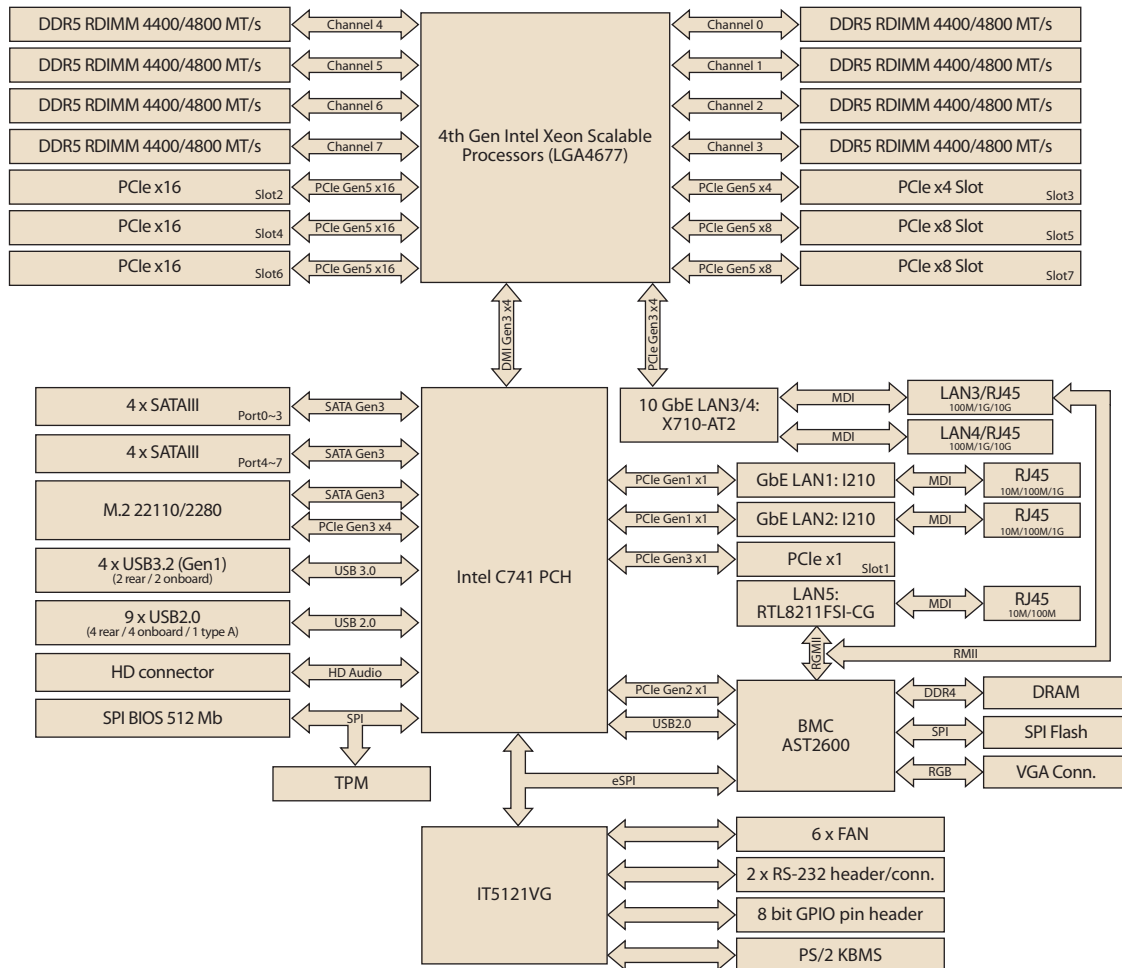 DDR5 RDIMM 4400/4800 MT/s
Channel 4
Channel 0
DDR5 RDIMM 4400/4800 MT/s
DDR5 RDIMM 4400/4800 MT/s
Channel 5
Channel 1
DDR5 RDIMM 4400/4800 MT/s
DDR5 RDIMM 4400/4800 MT/s
Channel 6
Channel 2
DDR5 RDIMM 4400/4800 MT/s
DDR5 RDIMM 4400/4800 MT/s
Channel 7
Channel 3
DDR5 RDIMM 4400/4800 MT/s
4th Gen Intel Xeon Scalable
Processors (LGA4677)
PCIe x16
Slot2
PCIe Gen5 x16
PCIe Gen5 x4
PCIe x4 Slot
Slot3
PCIe x16
Slot4
PCIe Gen5 x16
PCIe Gen5 x8
PCIe x8 Slot
Slot5
PCIe x16
Slot6
PCIe Gen5 x16
PCIe Gen5 x8
PCIe x8 Slot
Slot7
DMI Gen3 x4
PCIe Gen3 x4
4 x SATAIII
Port0~3
SATA Gen3
4 x SATAIII
Port4~7
SATA Gen3
M.2 22110/2280
SATA Gen3
PCIe Gen3 x4
4 x USB3.2 (Gen1)
(2 rear / 2 onboard)
USB 3.0
9 x USB2.0
(4 rear / 4 onboard / 1 type A)
USB 2.0
HD connector
HD Audio
SPI BIOS 512 Mb
SPI
TPM
Intel C741 PCH
10 GbE LAN3/4:
X710-AT2
MDI
LAN3/RJ45
100M/1G/10G
MDI
LAN4/RJ45
100M/1G/10G
PCIe Gen1 x1
GbE LAN1: I210
MDI
RJ45
10M/100M/1G
PCIe Gen1 x1
GbE LAN2: I210
MDI
RJ45
10M/100M/1G
PCIe Gen3 x1
PCIe x1
Slot1
LAN5:
RTL8211FSI-CG
MDI
RJ45
10M/100M
RGMII
RMII
PCIe Gen2 x1
USB2.0
BMC
AST2600
DDR4
DRAM
SPI
SPI Flash
RGB
VGA Conn.
eSPI
IT5121VG
6 x FAN
2 x RS-232 header/conn.
8 bit GPIO pin header
PS/2 KBMS